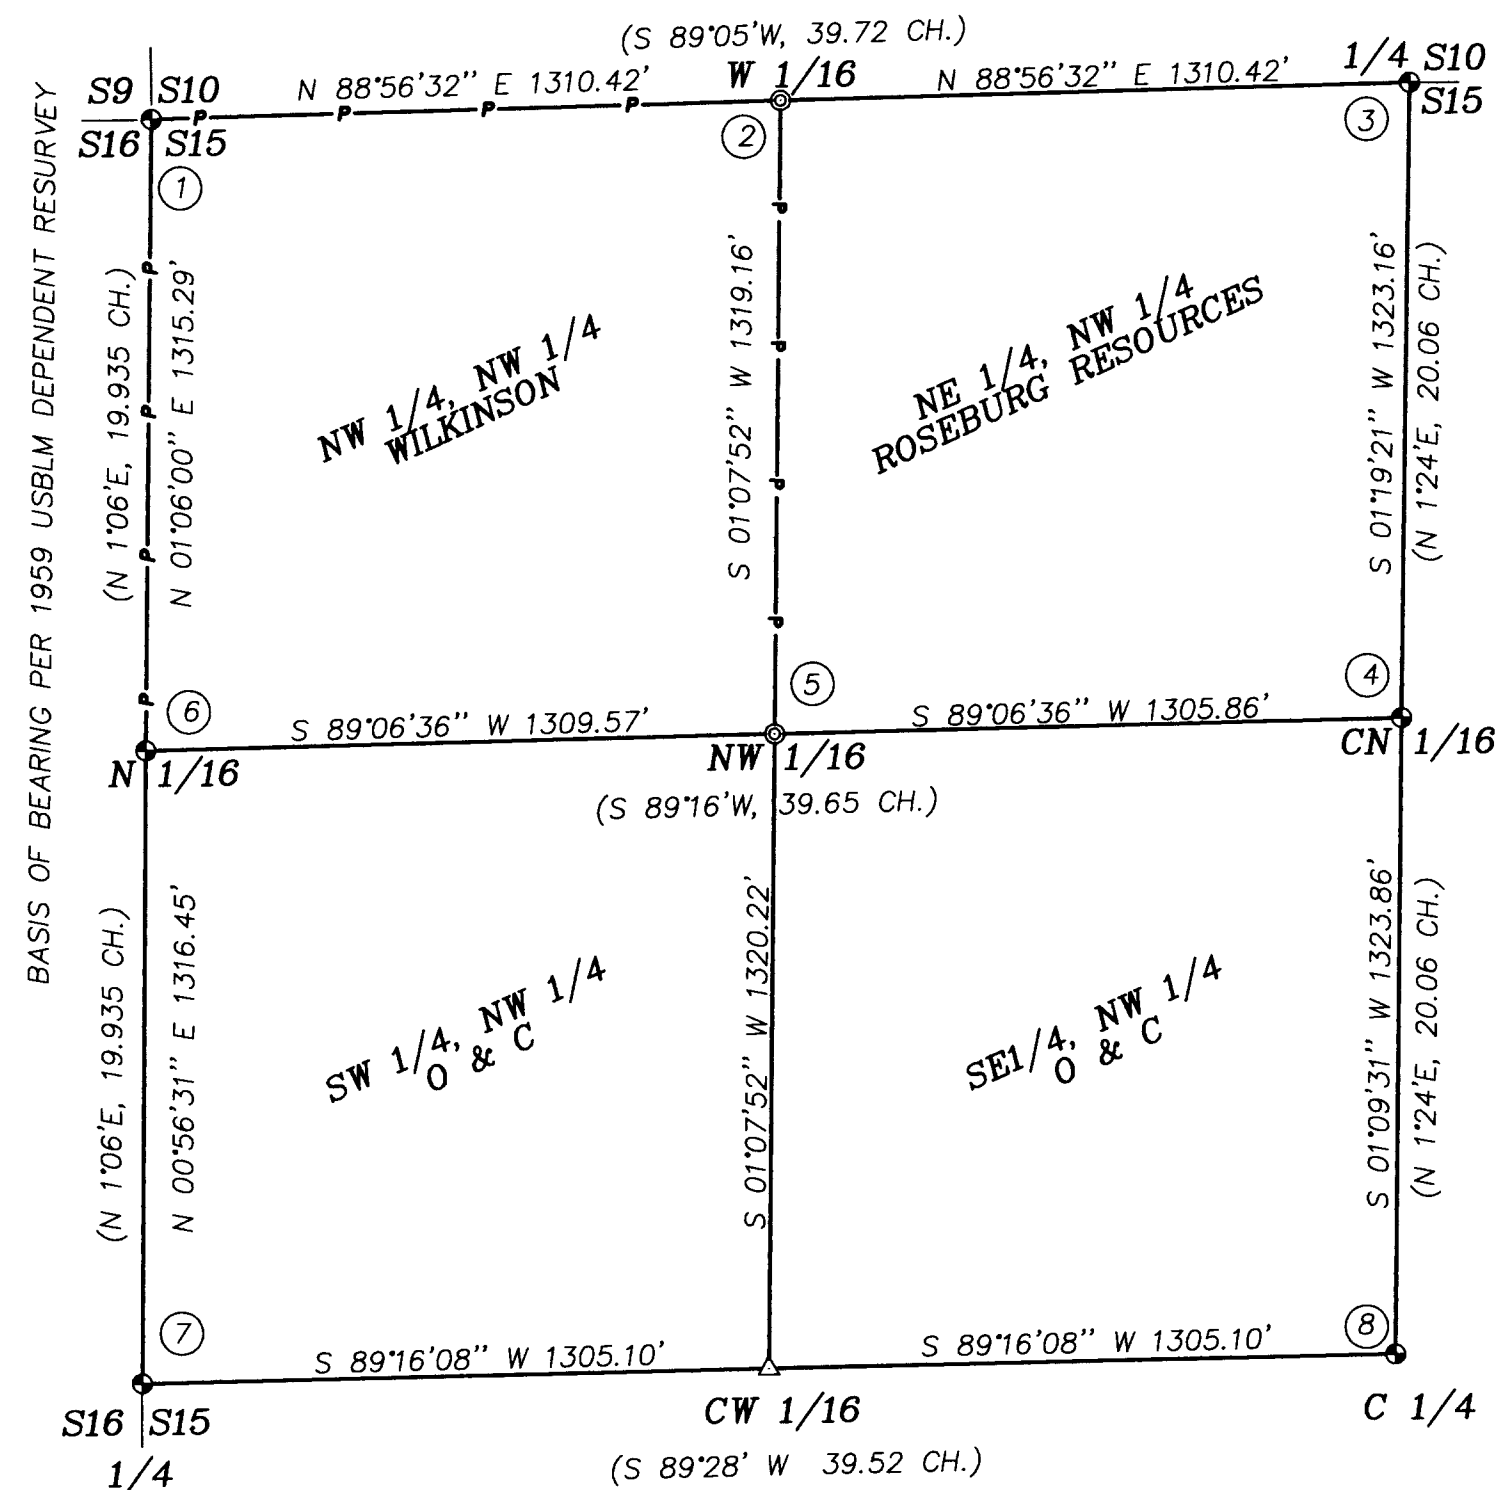 (S 89°05'W, 39.72 CH.)
S9 S10
N 88°56'32" E 1310.42'
W 1/16
N 88°56'32" E 1310.42'
1/4 S10
S16 S15
S15
P P P P
1
2
3
BASIS OF BEARING PER 1959 USBLM DEPENDENT RESURVEY
(N 1°06'E, 19.935 CH.)
P P P P
N 01°06'00" E 1315.29'
NW 1/4, NW 1/4
WILKINSON
S 01°07'52" W 1319.16'
P P P P
NE 1/4, NW 1/4
ROSEBURG RESOURCES
S 01°19'21" W 1323.16'
(N 1°24'E, 20.06 CH.)
6
5
4
S 89°06'36" W 1309.57'
S 89°06'36" W 1305.86'
N 1/16
NW 1/16
CN 1/16
(S 89°16'W, 39.65 CH.)
(N 1°06'E, 19.935 CH.)
N 00°56'31" E 1316.45'
SW 1/4, NW 1/4
O & C
S 01°07'52" W 1320.22'
SE1/4, NW 1/4
O & C
S 01°09'31" W 1323.86'
(N 1°24'E, 20.06 CH.)
7
8
S 89°16'08" W 1305.10'
S 89°16'08" W 1305.10'
S16 S15
1/4
CW 1/16
C 1/4
(S 89°28' W 39.52 CH.)